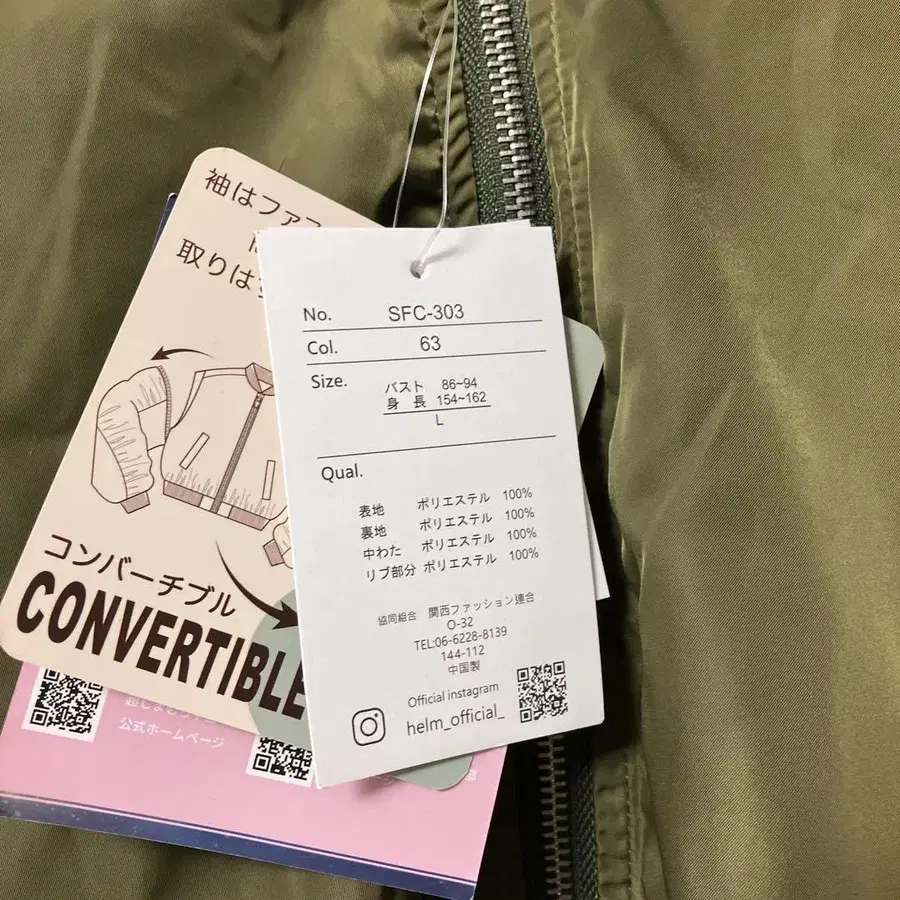 袖はファス
取りは
コンバーチブル
CONVERTIBLE
公式ホームページ
No. SFC-303
Col. 63
Size. バスト 86~94
身長 154~162
L
Qual.
表地 ポリエステル 100%
裏地 ポリエステル 100%
中わた ポリエステル 100%
リブ部分 ポリエステル 100%
協同組合 関西ファッション連合
O-32
TEL:06-6228-8139
144-112
中国製
Official instagram
helm_official_